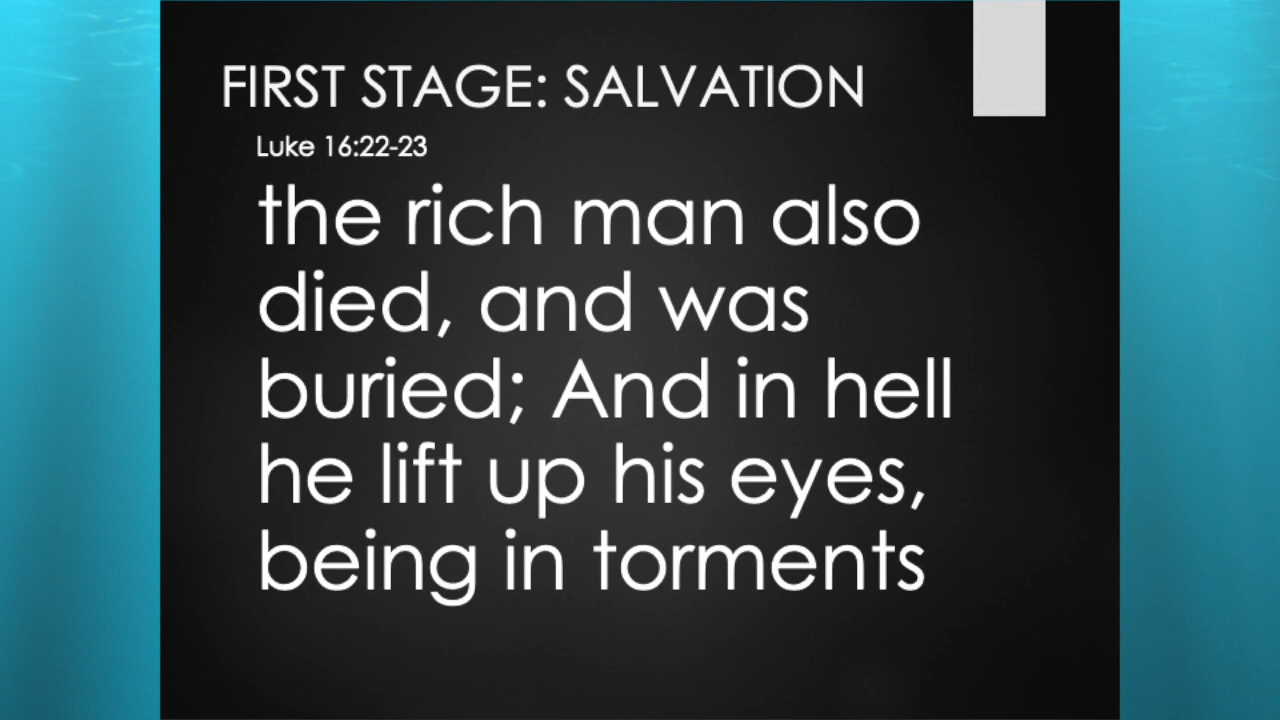 FIRST STAGE: SALVATION
Luke 16:22-23
the rich man also
died, and was
buried; And in hell
he lift up his eyes,
being in torments